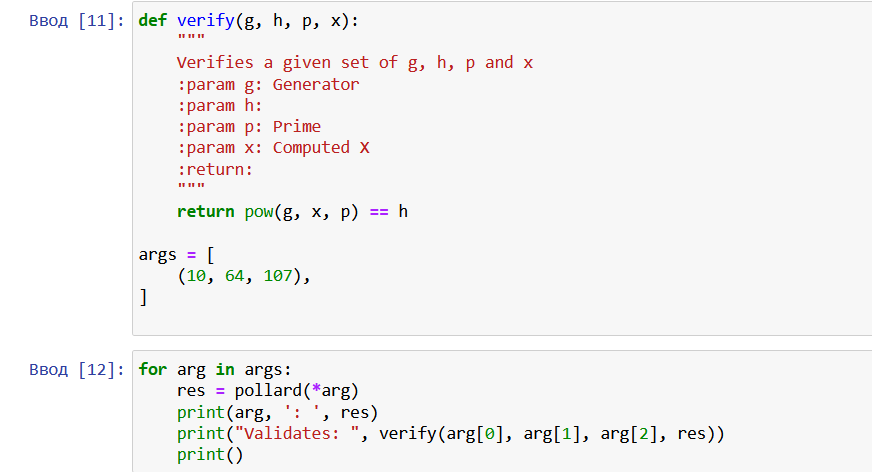 Ввод [11]: def verify(g, h, p, x):
    """
    Verifies a given set of g, h, p and x
    :param g: Generator
    :param h:
    :param p: Prime
    :param x: Computed X
    :return:
    """
    return pow(g, x, p) == h
args = [
    (10, 64, 107),
]
Ввод [12]: for arg in args:
    res = pollard(*arg)
    print(arg, ': ', res)
    print("Validates: ", verify(arg[0], arg[1], arg[2], res))
    print()